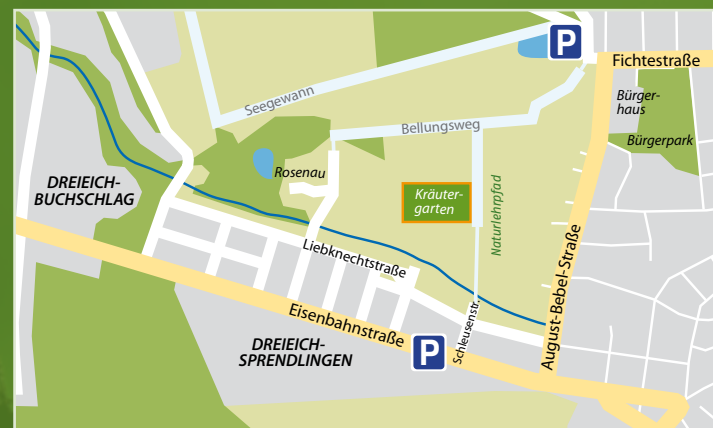 P
Fichtestraße
Seegewann
Bürger-
haus
Bellungsweg
Bürgerpark
Rosenau
DREIEICH-
BUCHSCHLAG
Kräuter-
garten
Naturlehrpfad
Liebknechtstraße
August-Bebel-Straße
Eisenbahnstraße
Schleusenstr.
DREIEICH-
SPRENDLINGEN
P